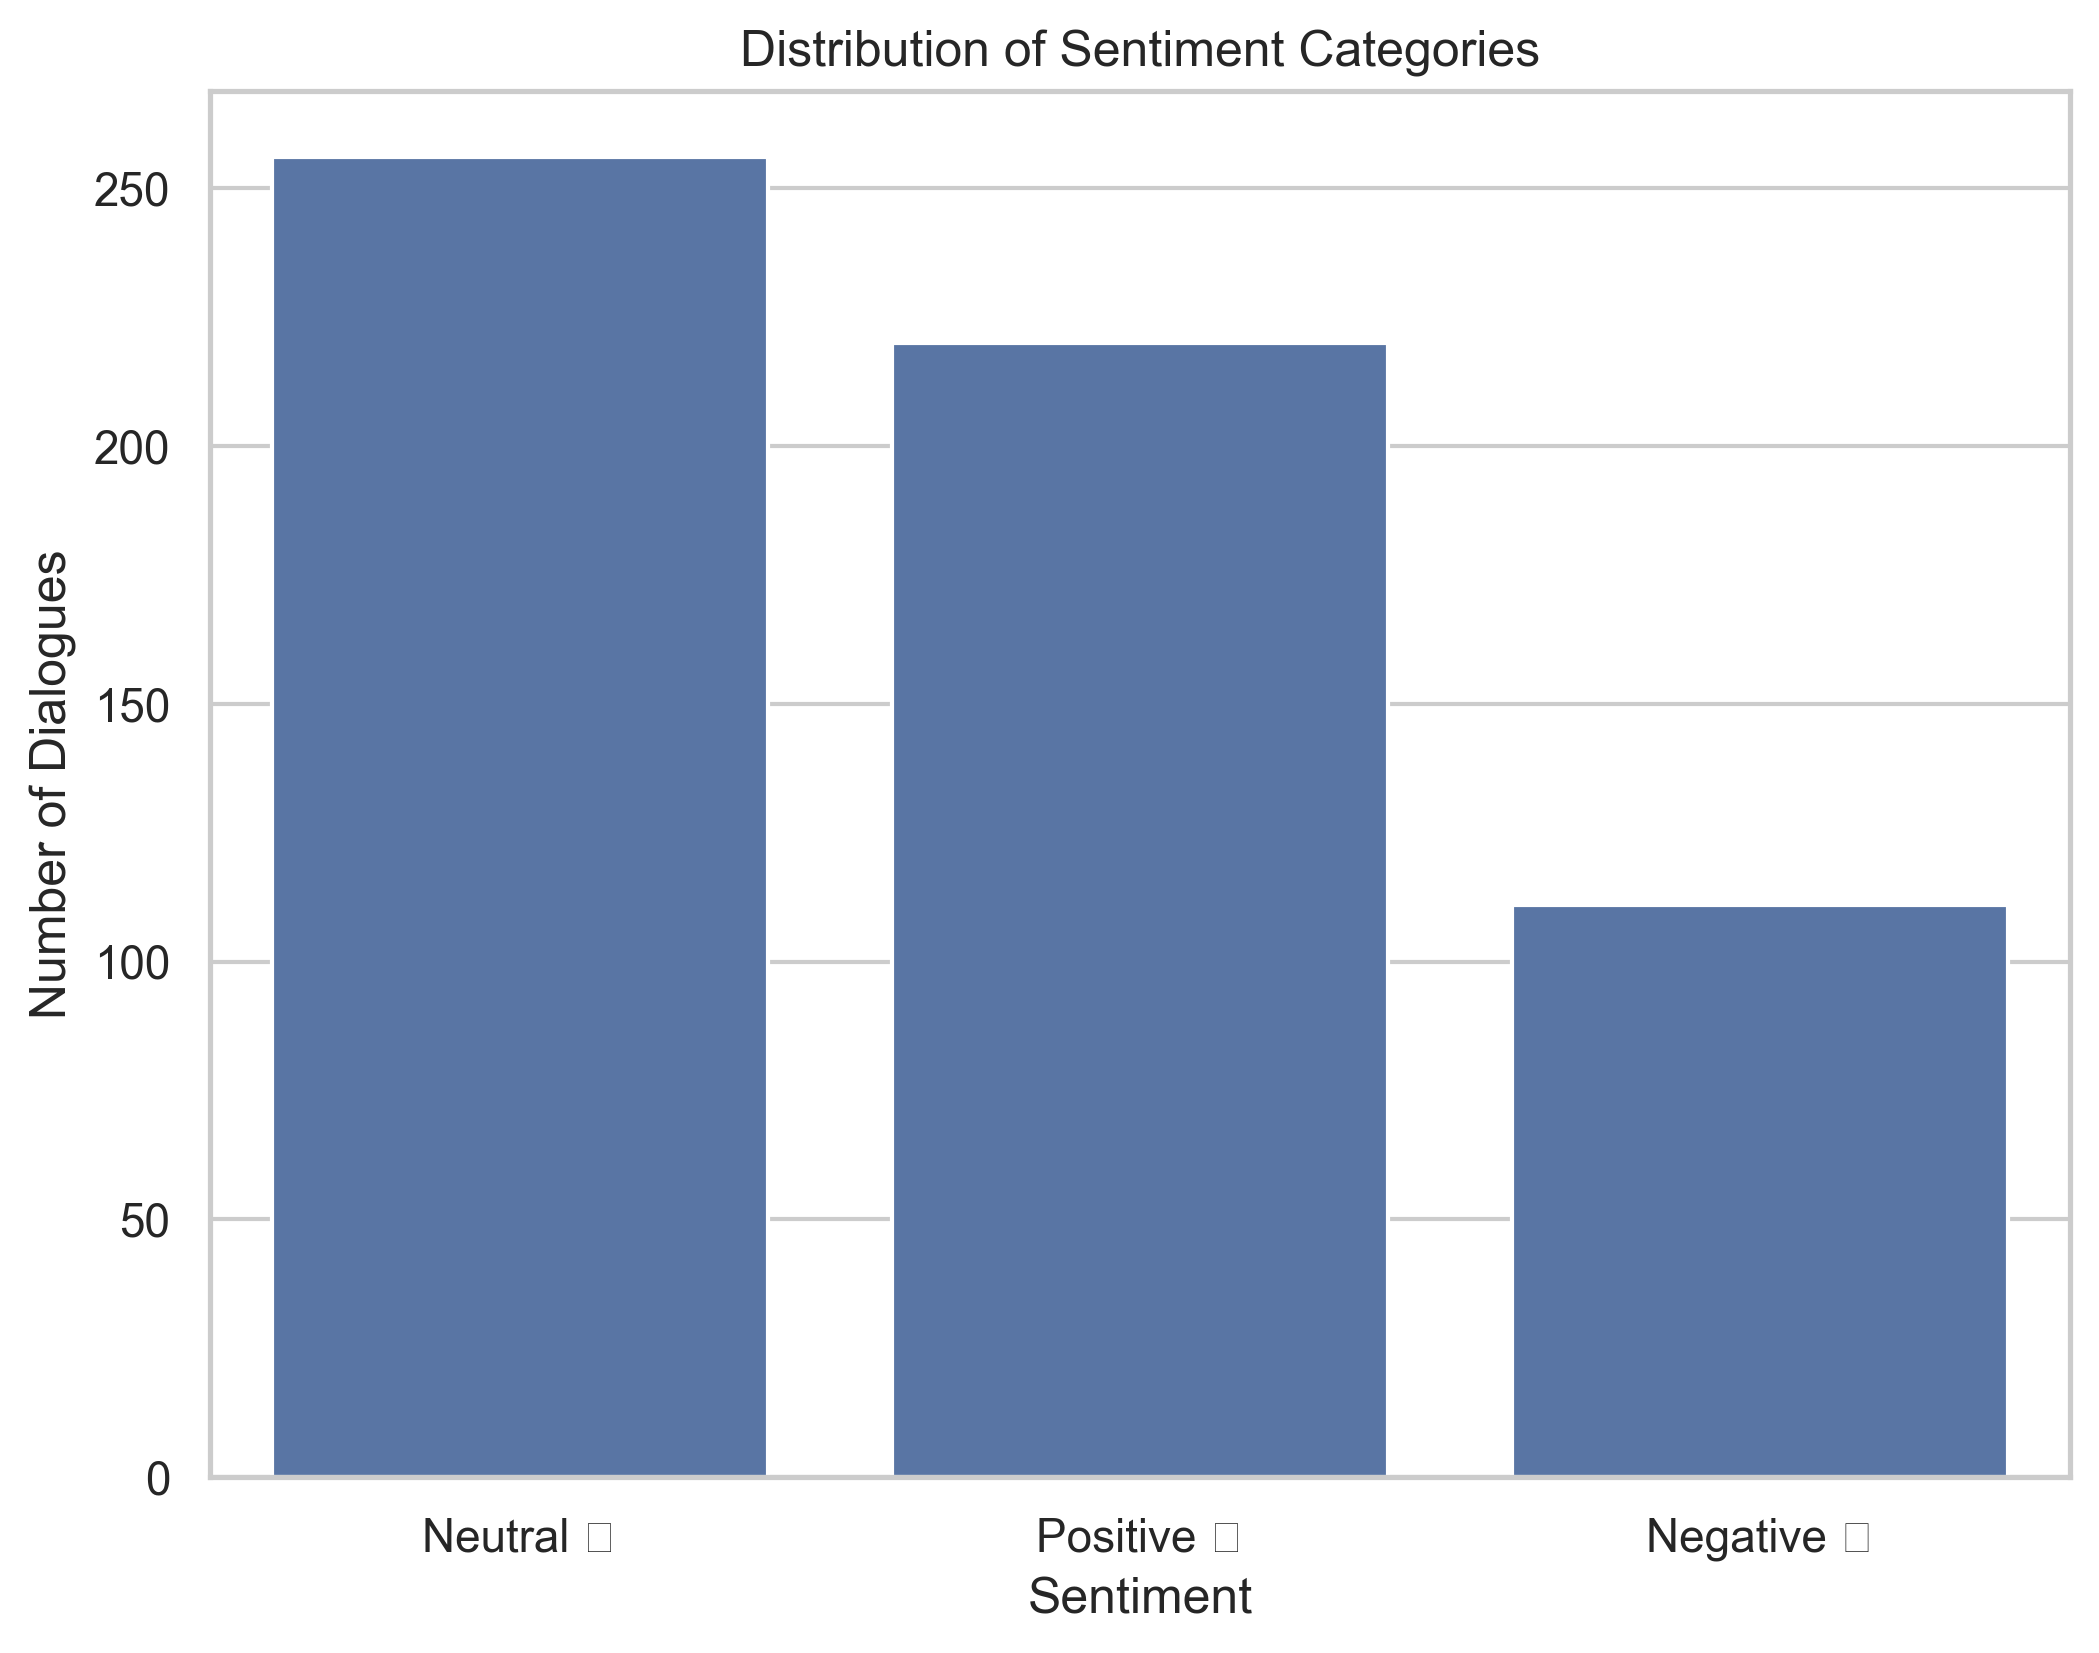 Distribution of Sentiment Categories
Number of Dialogues
250
200
150
100
50
0
Neutral □
Positive □
Negative □
Sentiment